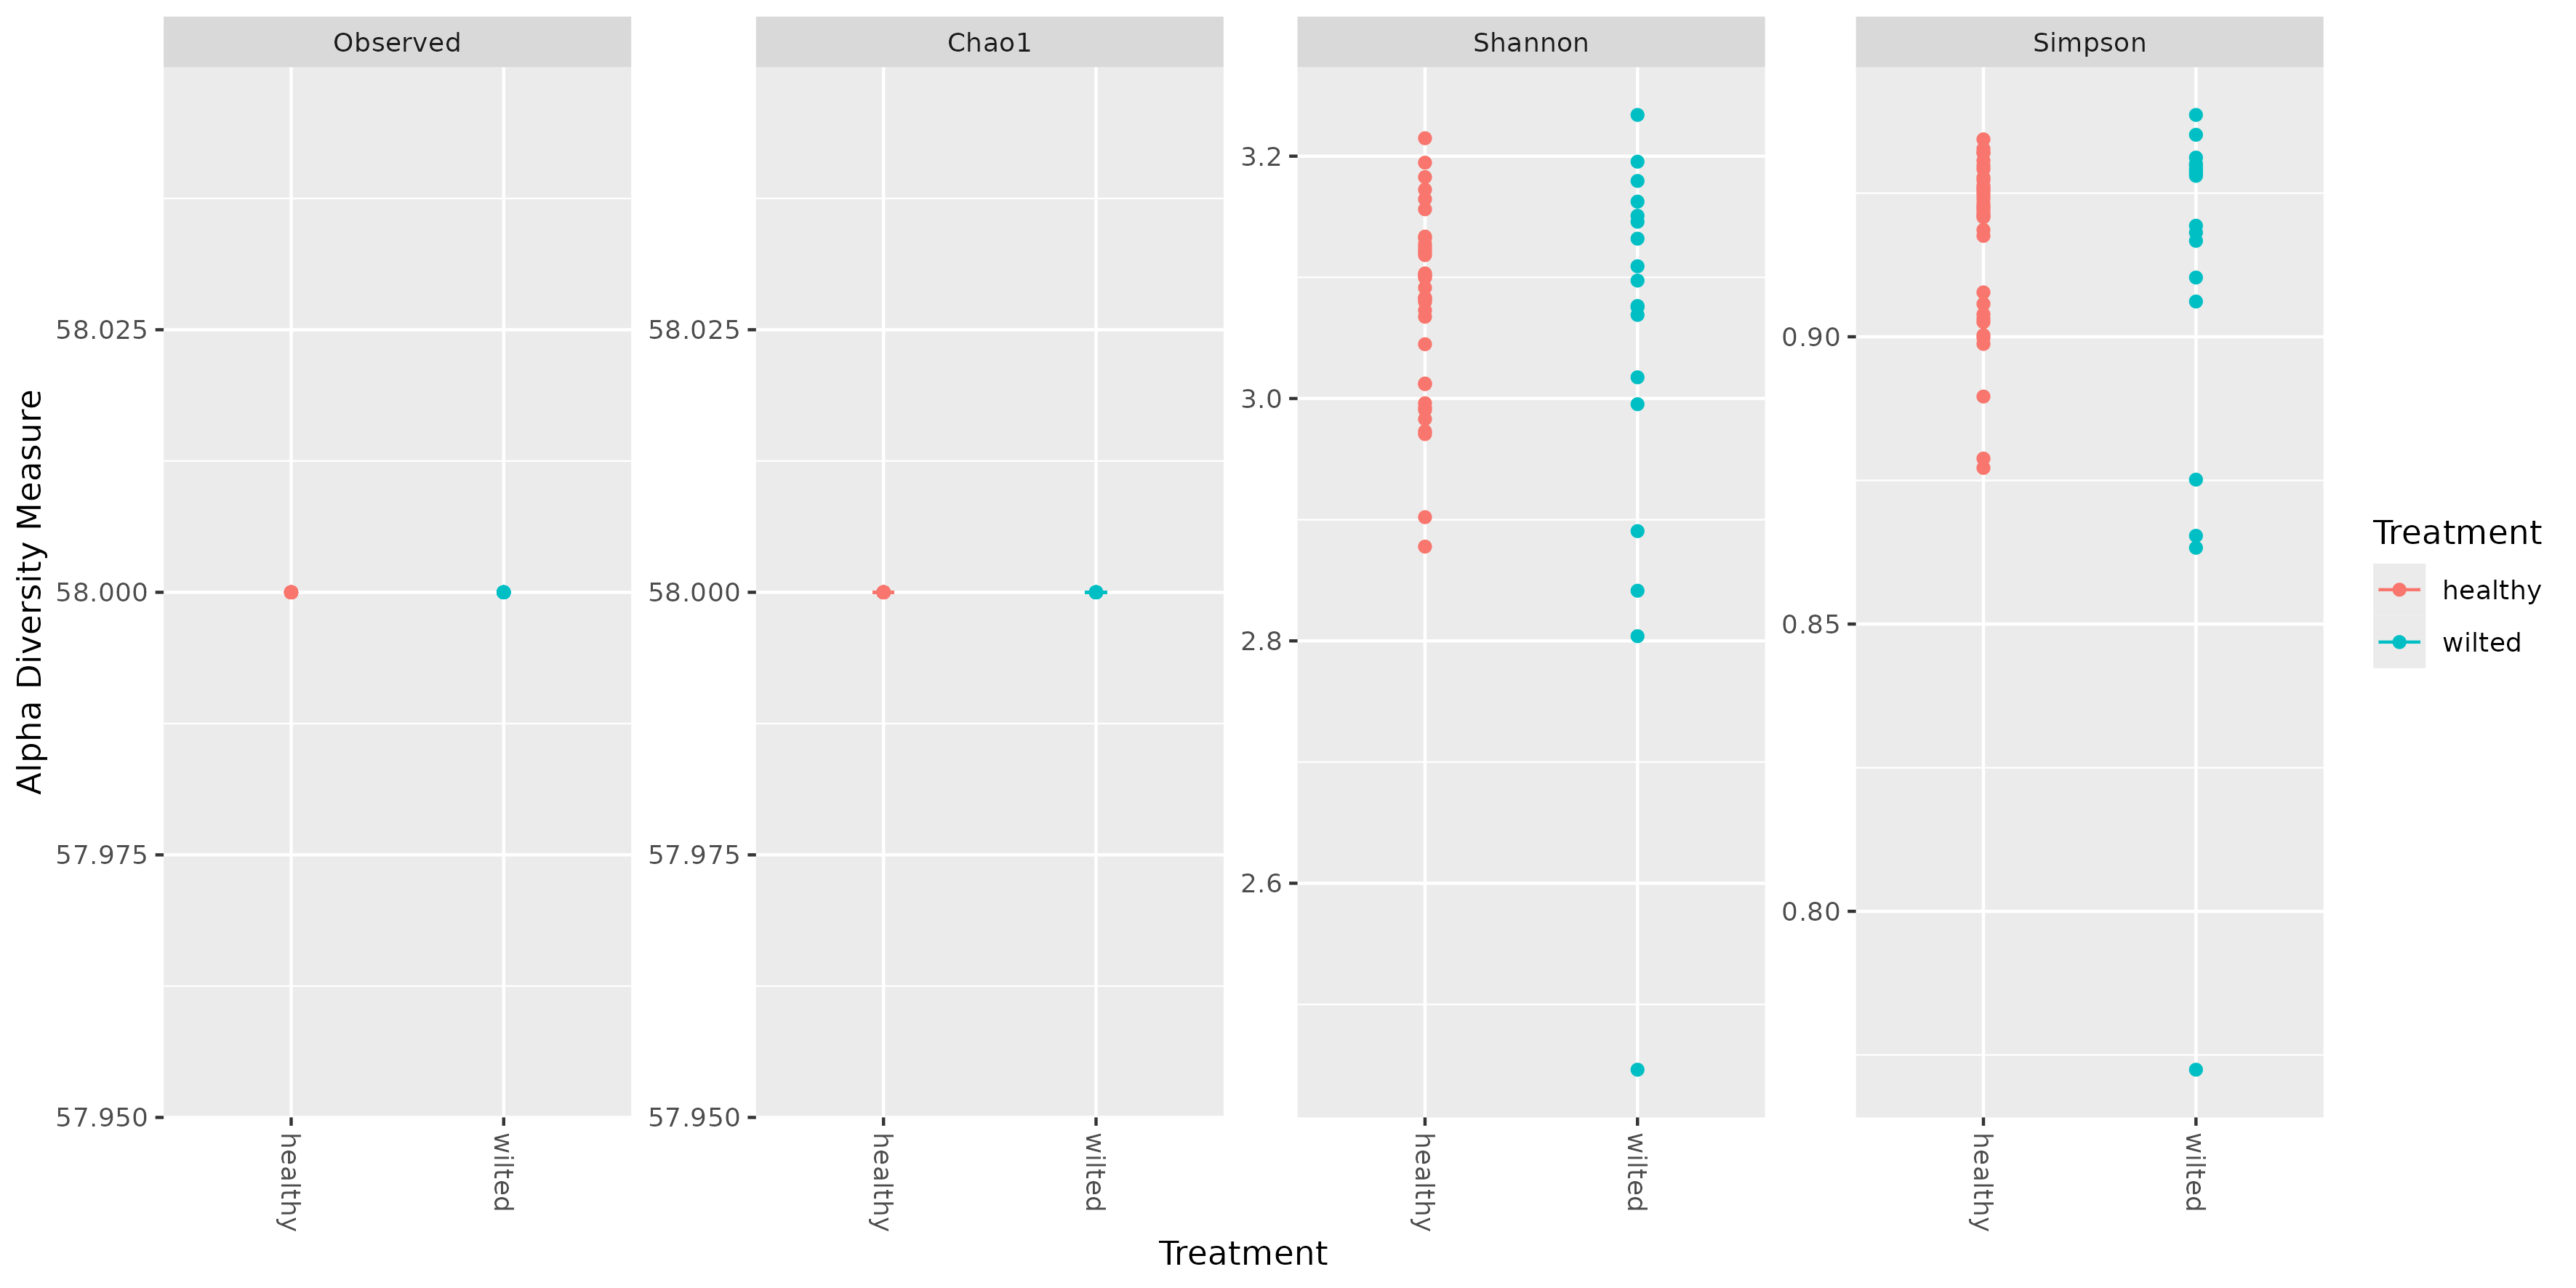 Observed
Chao1
Shannon
Simpson
Alpha Diversity Measure
58.025
58.000
57.975
57.950
58.025
58.000
57.975
57.950
3.2
3.0
2.8
2.6
0.90
0.85
0.80
healthy
wilted
healthy
wilted
healthy
wilted
healthy
wilted
Treatment
Treatment
healthy
wilted